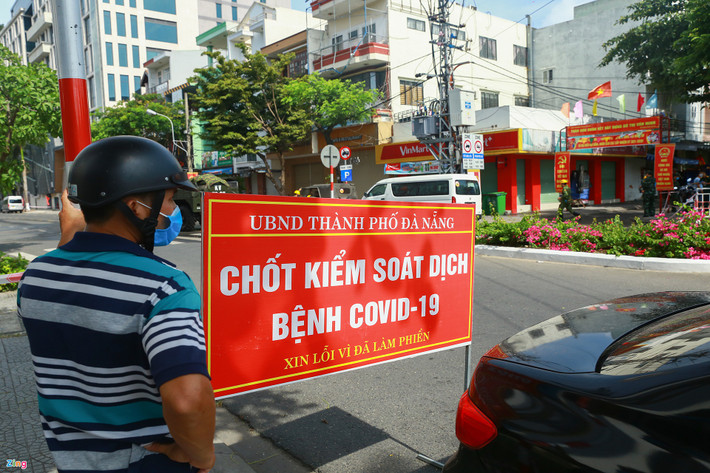 UBND THÀNH PHỐ ĐÀ NẴNG
CHỐT KIỂM SOÁT DỊCH
BỆNH COVID-19
XIN LỖI VÌ ĐÃ LÀM PHIỀN
VinMart
P
Zing